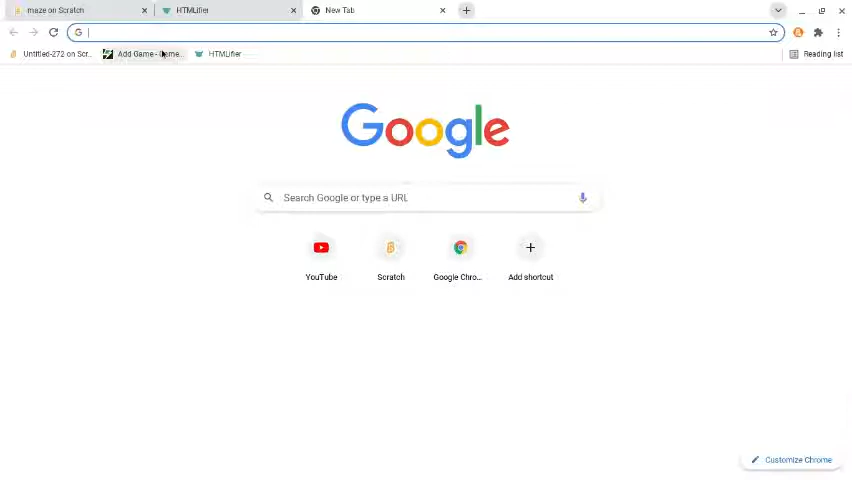 maze on Scratch
HTMLifier
New Tab
Untitled-272 on Scr...
Add Game - Game...
HTMLifier
Reading list
Google
Search Google or type a URL
YouTube
Scratch
Google Chro...
Add shortcut
Customize Chrome